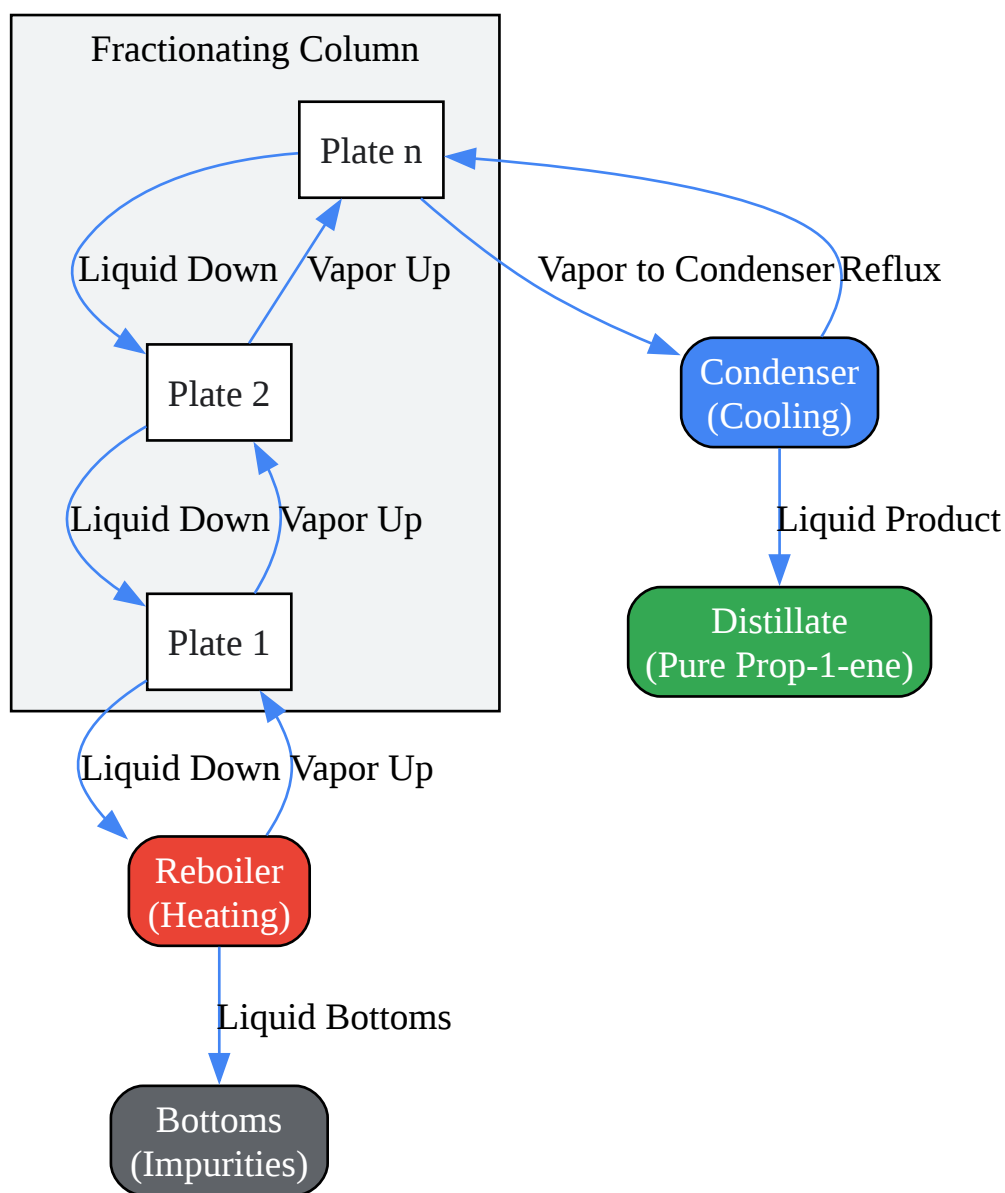 Fractionating Column
Plate n
Liquid Down
Vapor Up
Vapor to Condenser
Reflux
Plate 2
Condenser
(Cooling)
Liquid Down
Vapor Up
Liquid Product
Plate 1
Distillate
(Pure Prop-1-ene)
Liquid Down
Vapor Up
Reboiler
(Heating)
Liquid Bottoms
Bottoms
(Impurities)